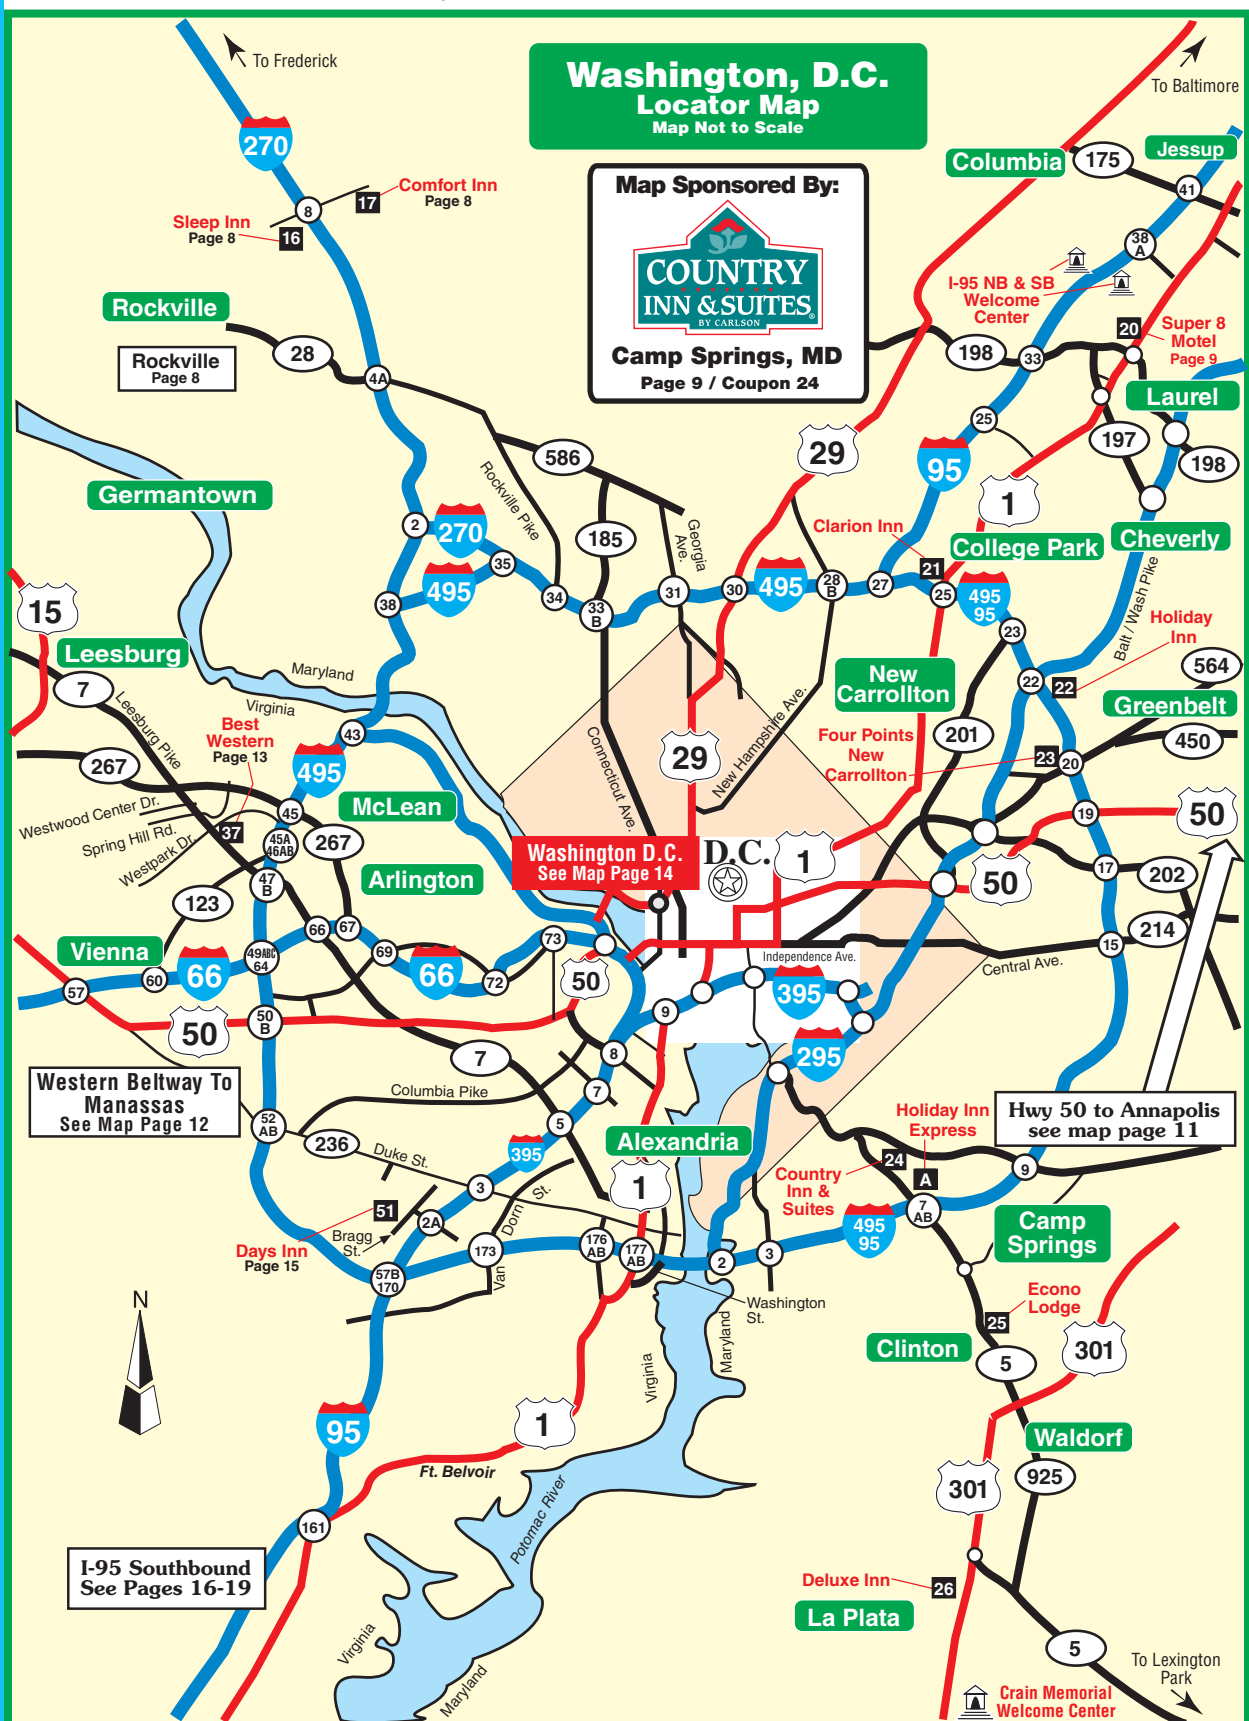 Washington, D.C.
Locator Map
Map Not to Scale
To Frederick
To Baltimore
270
Columbia
175
Jessup
41
Map Sponsored By:
COUNTRY
INN & SUITES®
BY CARLSON
Camp Springs, MD
Page 9 / Coupon 24
Comfort Inn
Page 8
17
8
Sleep Inn
Page 8
16
38
A
I-95 NB & SB
Welcome
Center
Rockville
28
Rockville
Page 8
4A
198
33
20
Super 8
Motel
Page 9
Laurel
25
197
198
29
95
1
586
Rockville Pike
Germantown
185
Georgia
Ave.
Clarion Inn
21
College Park
Cheverly
2
270
35
495
38
34
33
B
31
30
495
28
B
27
25
495
95
23
Balt / Wash Pike
Holiday
Inn
22
22
564
15
Leesburg
7
Leesburg Pike
Maryland
Virginia
New
Carrollton
Greenbelt
450
Best
Western
Page 13
43
495
267
Connecticut Ave.
29
New Hampshire Ave.
Four Points
New
Carrollton
201
23
20
Westwood Center Dr.
Spring Hill Rd.
Westpark Dr.
37
45
45A
46AB
267
McLean
19
50
Washington D.C.
See Map Page 14
D.C.
1
Arlington
47
B
123
50
17
202
214
15
Vienna
66
67
69
73
49ABC
64
60
66
57
66
72
50
Independence Ave.
Central Ave.
395
50
50
B
9
295
7
8
Western Beltway To
Manassas
See Map Page 12
Columbia Pike
7
5
52
AB
236
Duke St.
395
Alexandria
Holiday Inn
Express
Hwy 50 to Annapolis
see map page 11
24
A
9
Country
Inn &
Suites
7
AB
495
95
Camp
Springs
3
1
51
2A
Dorn St.
Van
Bragg
St.
Days Inn
Page 15
173
176
AB
177
AB
2
3
57B
170
Washington
St.
Econo
Lodge
25
301
Clinton
5
N
Virginia
Maryland
95
1
Ft. Belvoir
Waldorf
301
925
Potomac River
161
I-95 Southbound
See Pages 16-19
Deluxe Inn
26
La Plata
5
Virginia
Maryland
To Lexington
Park
Crain Memorial
Welcome Center